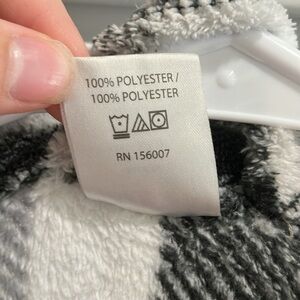 100% POLYESTER /
100% POLYESTER
RN 156007